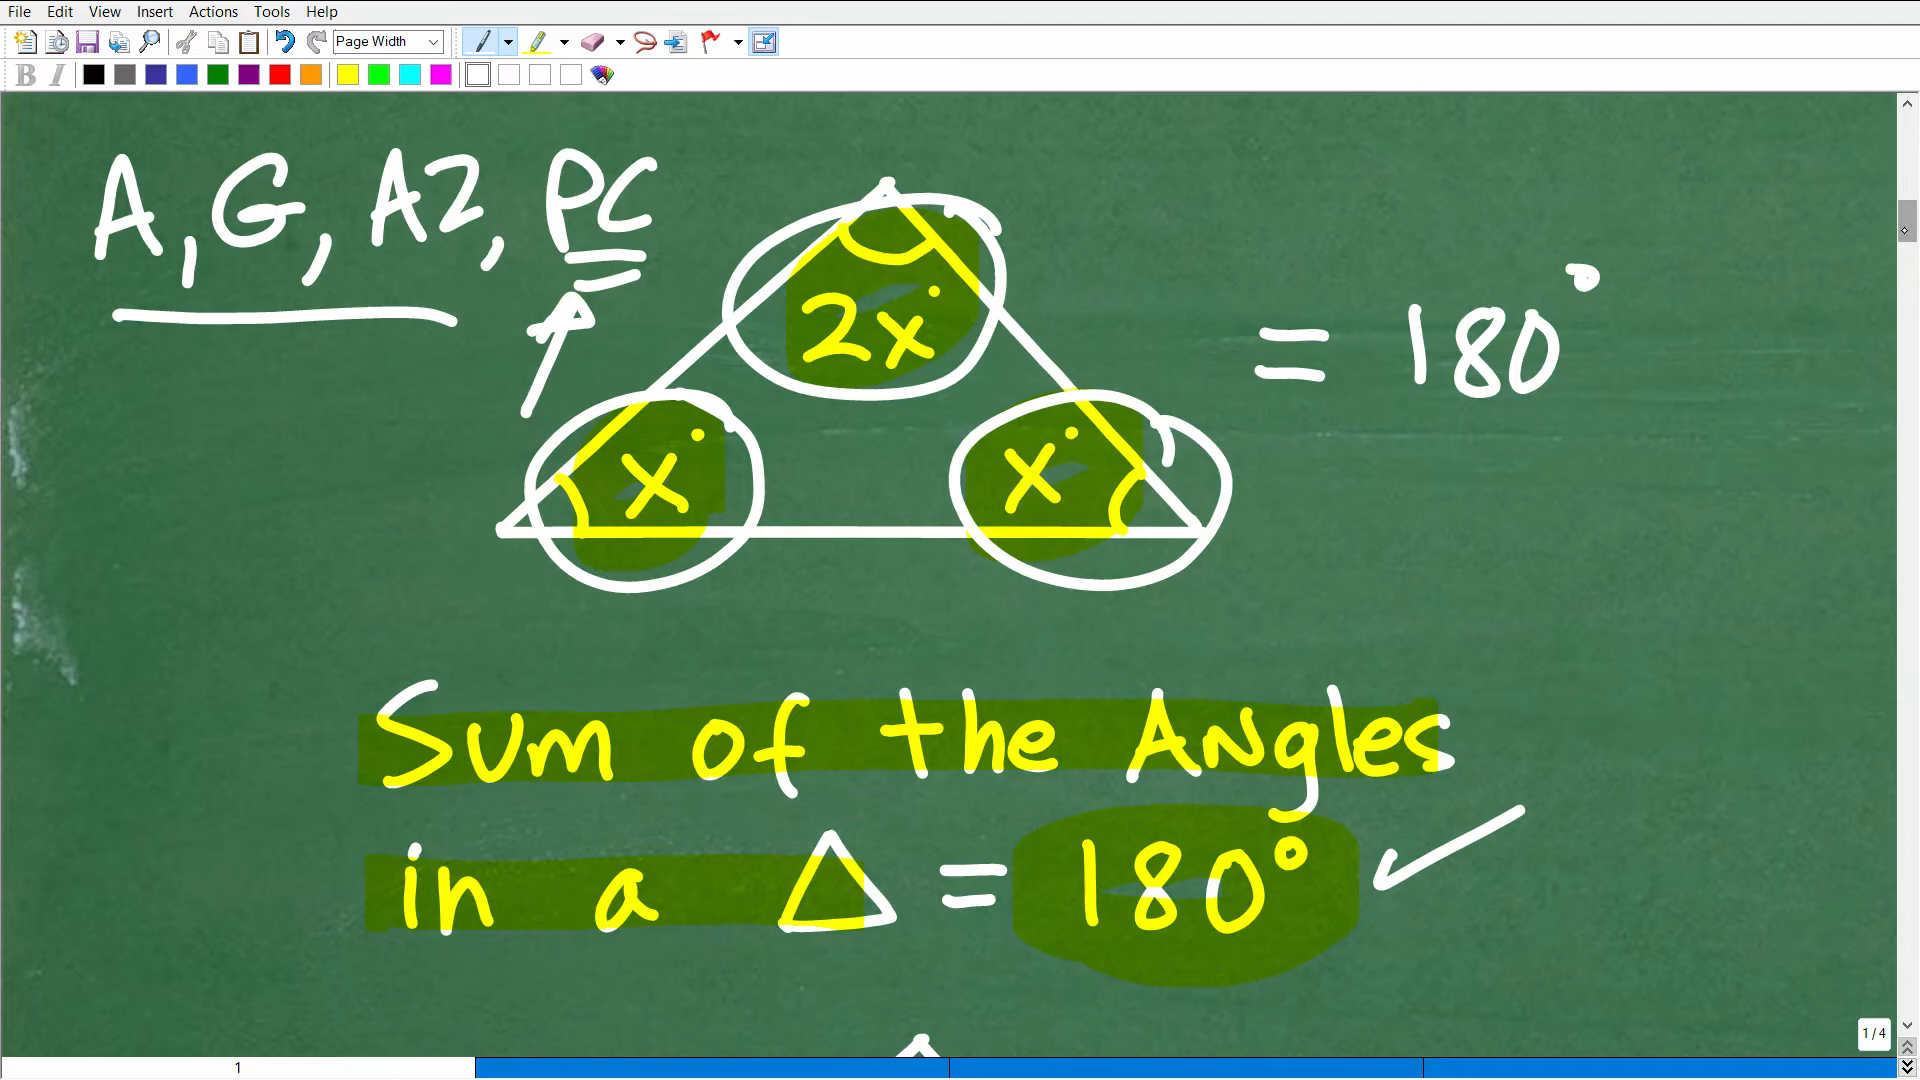 File Edit View Insert Actions Tools Help
Page Width
B I
A, G, A2, PC
2x°
= 180°
x° x°
Sum of the Angles
in a △ = 180°
1 / 4
1